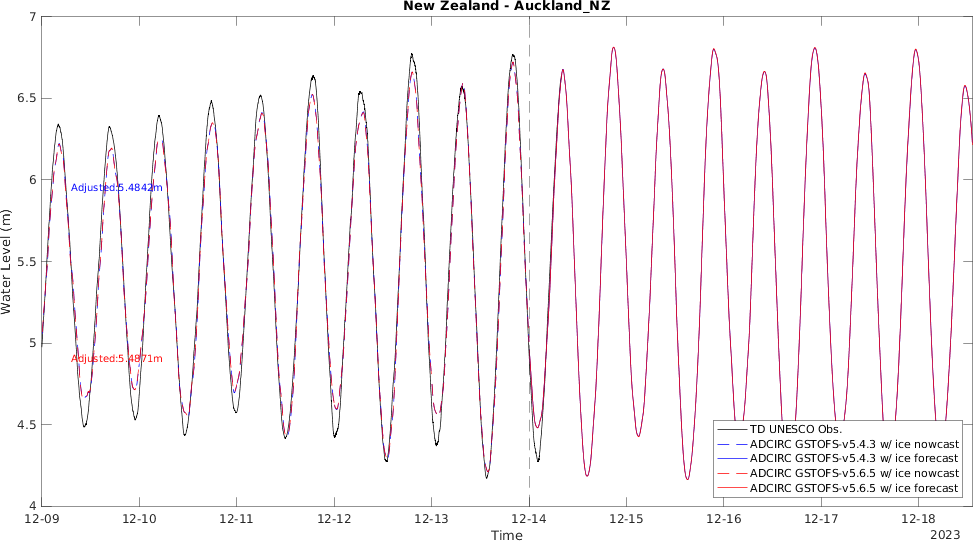 New Zealand - Auckland_NZ
7
6.5
6
5.5
5
4.5
4
Water Level (m)
Adjusted:5.4842m
Adjusted:5.4871m
TD UNESCO Obs.
ADCIRC GSTOFS-v5.4.3 w/ ice nowcast
ADCIRC GSTOFS-v5.4.3 w/ ice forecast
ADCIRC GSTOFS-v5.6.5 w/ ice nowcast
ADCIRC GSTOFS-v5.6.5 w/ ice forecast
12-09 12-10 12-11 12-12 12-13 12-14 12-15 12-16 12-17 12-18
Time
2023